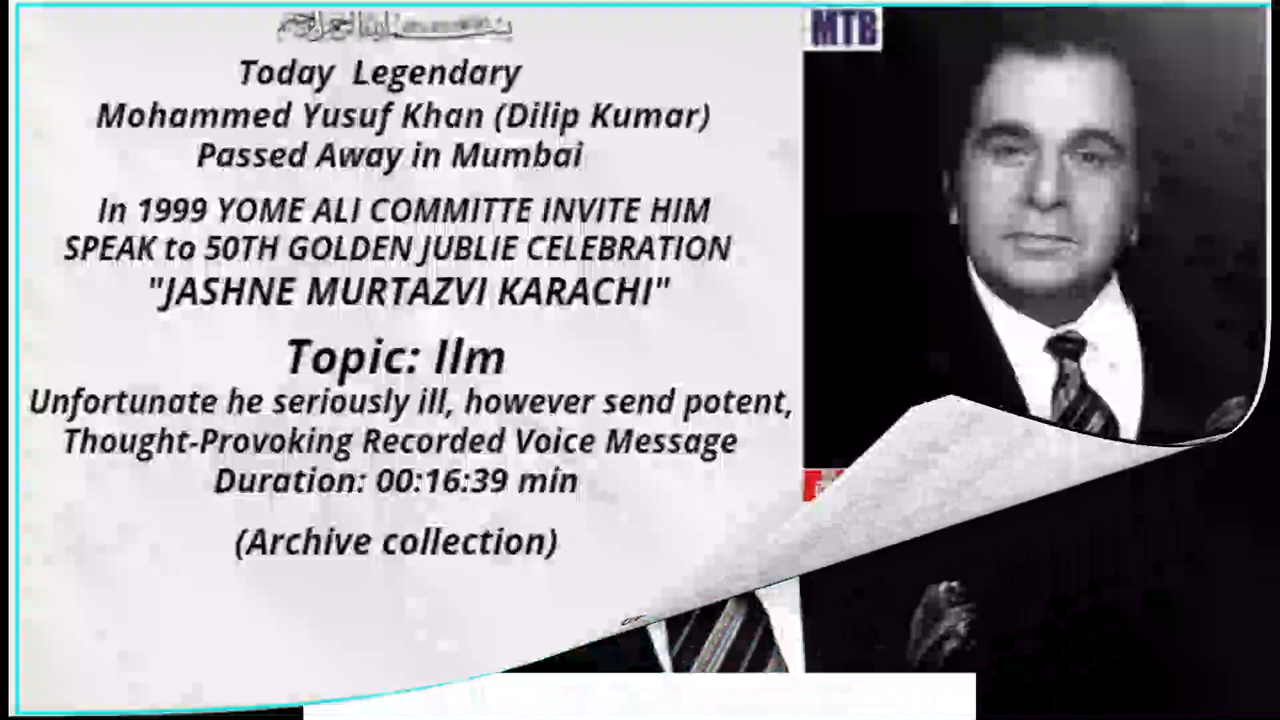 MTB
Today Legendary
Mohammed Yusuf Khan (Dilip Kumar)
Passed Away in Mumbai
In 1999 YOME ALI COMMITTE INVITE HIM
SPEAK to 50TH GOLDEN JUBLIE CELEBRATION
"JASHNE MURTAZVI KARACHI"
Topic: Ilm
Unfortunate he seriously ill, however send potent,
Thought-Provoking Recorded Voice Message
Duration: 00:16:39 min
(Archive collection)